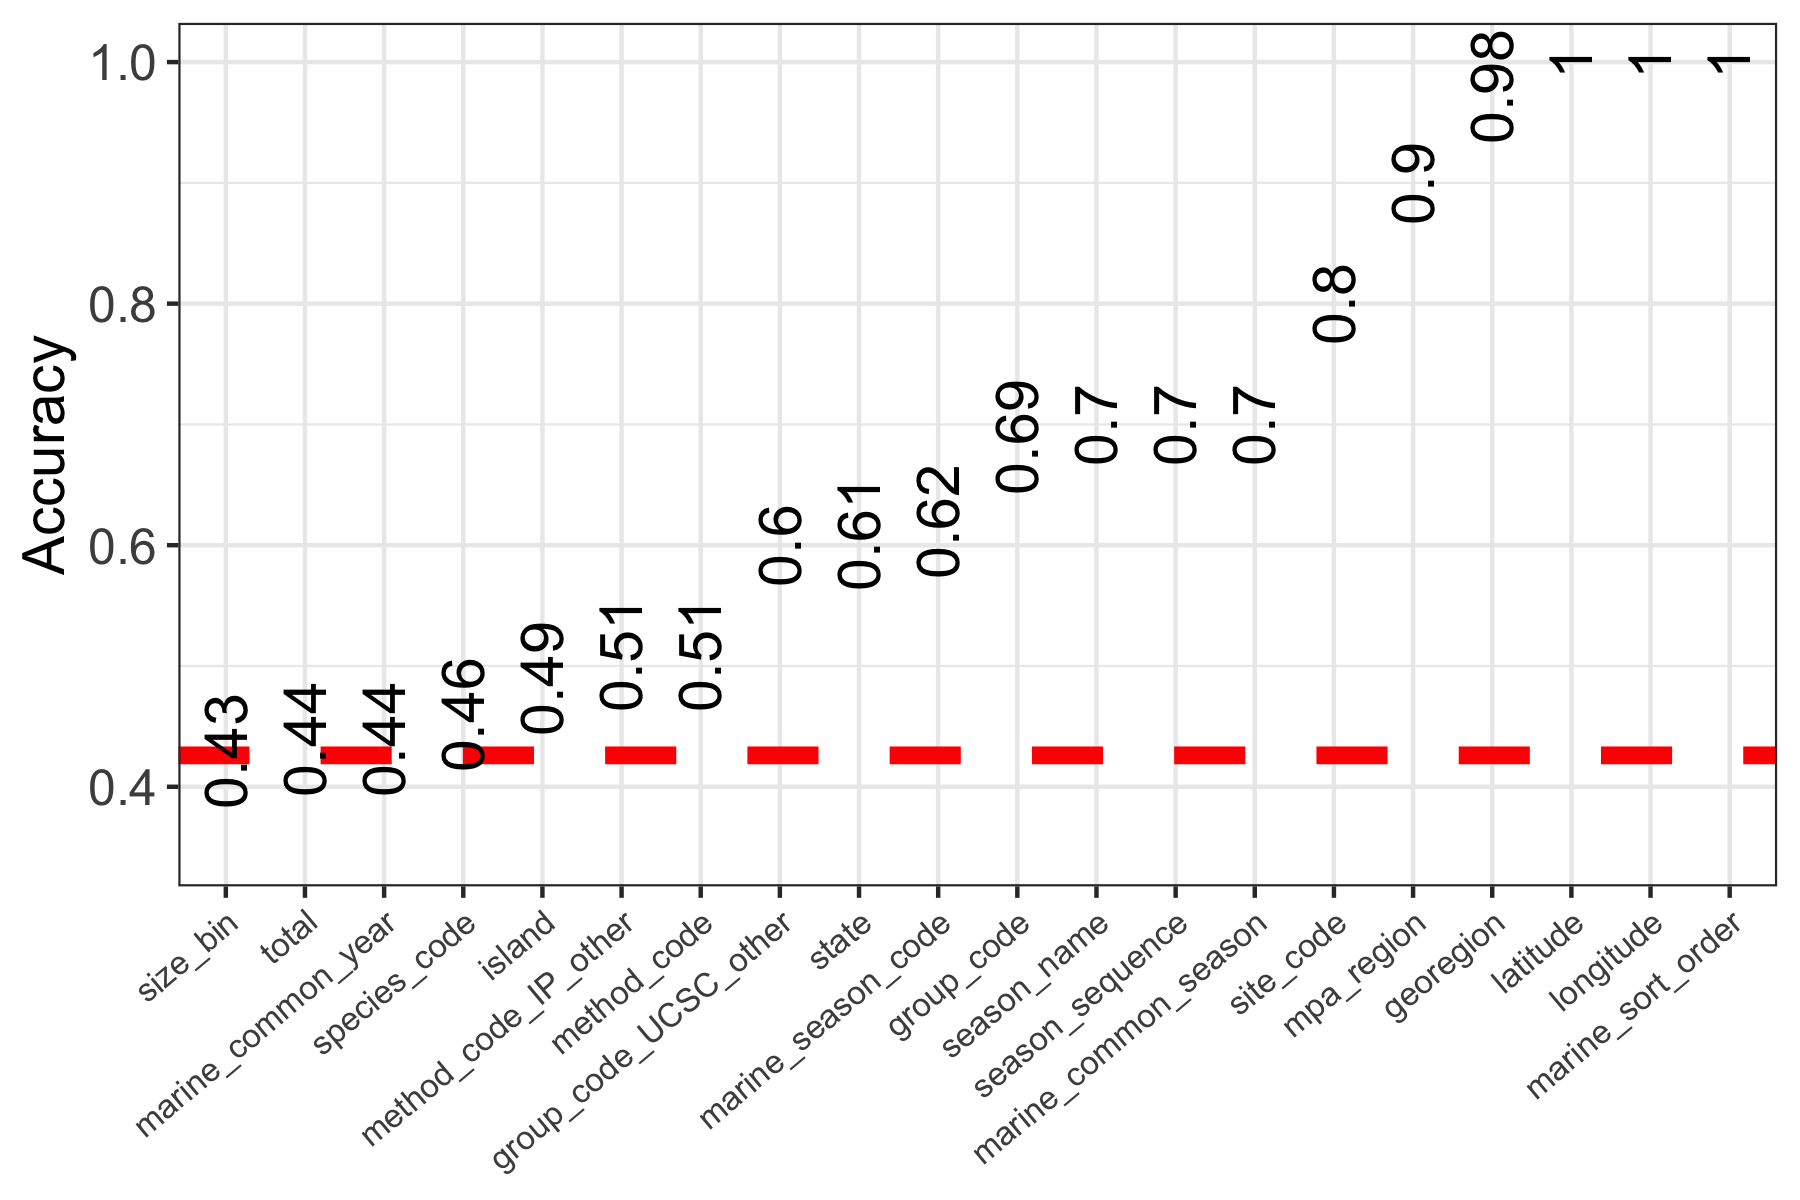 Accuracy
1.0
0.8
0.6
0.4
0.43
0.44
0.44
0.46
0.49
0.51
0.51
0.6
0.61
0.62
0.69
0.7
0.7
0.7
0.8
0.9
0.98
1
1
1
size_bin
total
marine_common_year
species_code
island
method_code_IP_other
method_code
group_code_UCSC_other
state
marine_season_code
group_code
season_name
season_sequence
marine_common_season
site_code
mpa_region
georegion
latitude
longitude
marine_sort_order